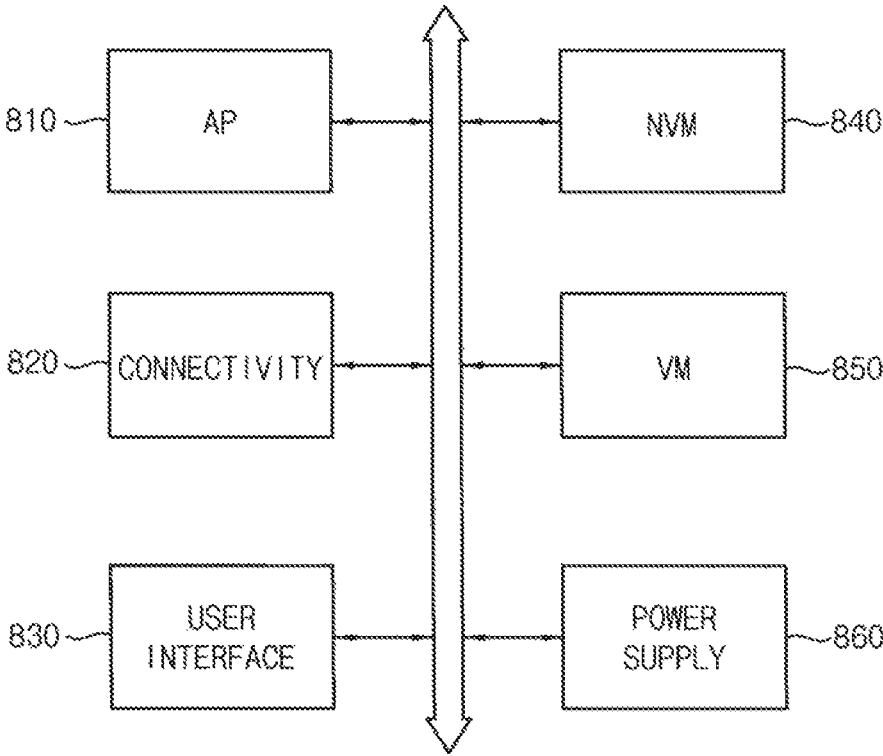 810
AP
NVM
840
820
CONNECTIVITY
VM
850
830
USER
INTERFACE
POWER
SUPPLY
860